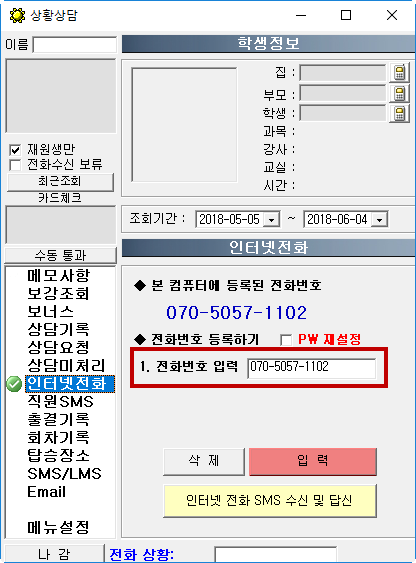 상황상담
이름
학생정보
집 :
부모 :
학생 :
과목 :
강사 :
교실 :
시간 :
재원생만
전화수신 보류
최근조회
카드체크
조회기간 : 2018-05-05 ~ 2018-06-04
수동 통과
인터넷전화
메모사항
보강조회
보너스
상담기록
상담요청
상담미처리
인터넷전화
직원SMS
출결기록
회차기록
탑승장소
SMS/LMS
Email
메뉴설정
◆ 본 컴퓨터에 등록된 전화번호
070-5057-1102
◆ 전화번호 등록하기 PW 재설정
1. 전화번호 입력 070-5057-1102
삭 제
입 력
인터넷 전화 SMS 수신 및 답신
나 감
전화 상황: